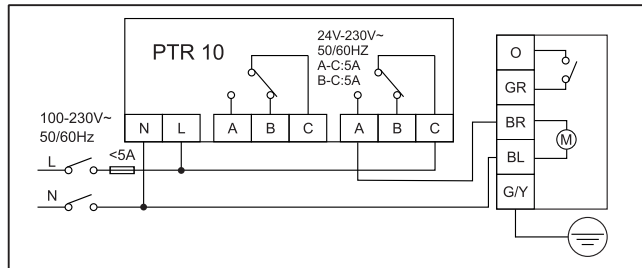 PTR 10
24V-230V~
50/60HZ
A-C:5A
B-C:5A
N L A B C A B C
100-230V~
50/60Hz
L
<5A
N
O
GR
BR
BL
G/Y
M